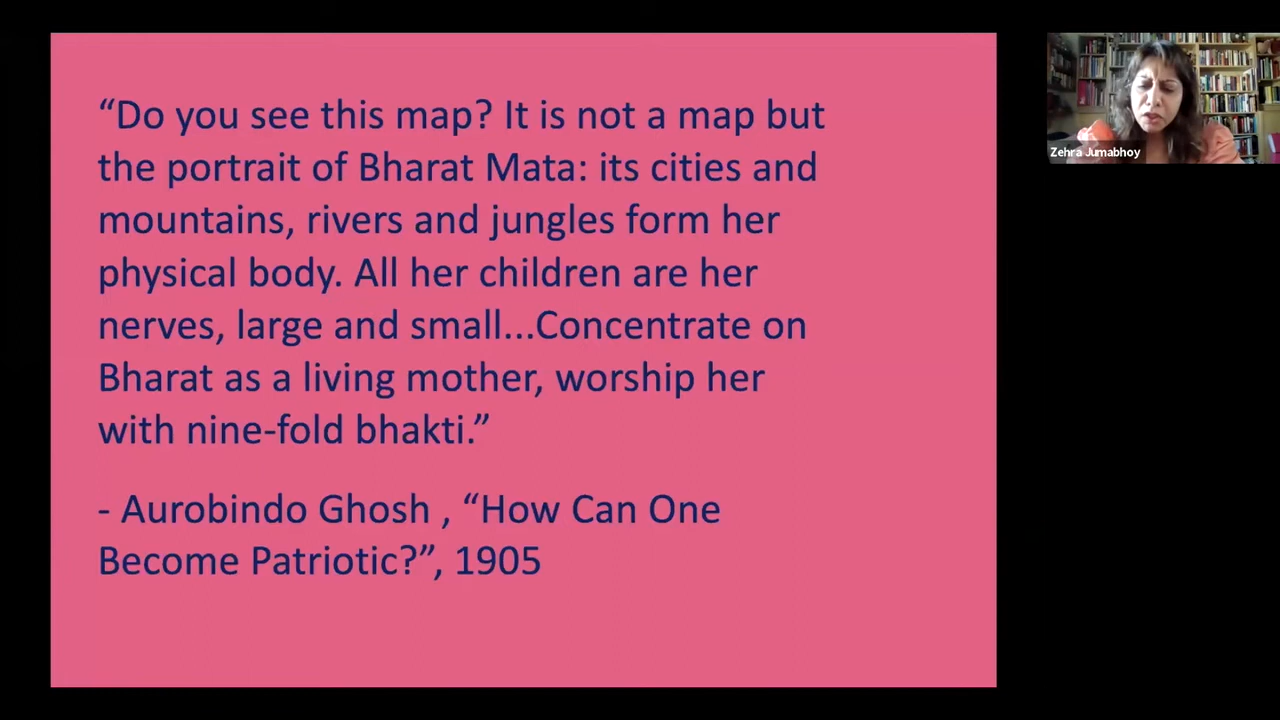 “Do you see this map? It is not a map but
the portrait of Bharat Mata: its cities and
mountains, rivers and jungles form her
physical body. All her children are her
nerves, large and small...Concentrate on
Bharat as a living mother, worship her
with nine-fold bhakti.”
- Aurobindo Ghosh , “How Can One
Become Patriotic?”, 1905
Zehra Jumabhoy